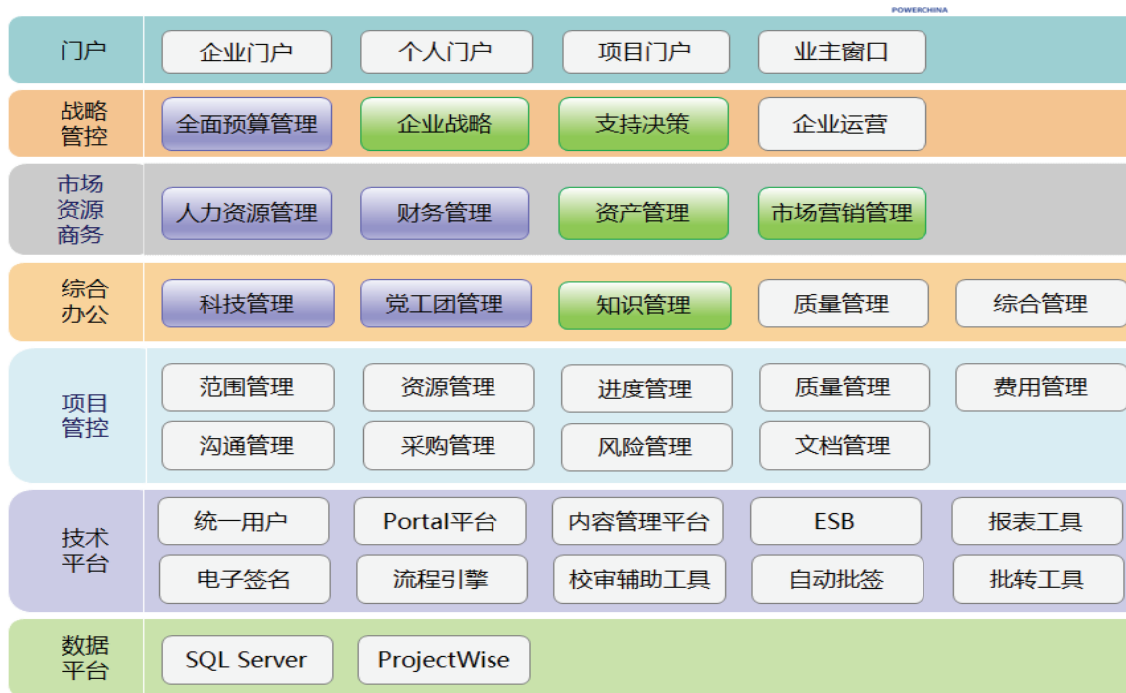 POWERCHINA
门户
企业门户
个人门户
项目门户
业主窗口
战略
管控
全面预算管理
企业战略
支持决策
企业运营
市场
资源
商务
人力资源管理
财务管理
资产管理
市场营销管理
综合
办公
科技管理
党工团管理
知识管理
质量管理
综合管理
项目
管控
范围管理
资源管理
进度管理
质量管理
费用管理
沟通管理
采购管理
风险管理
文档管理
技术
平台
统一用户
Portal平台
内容管理平台
ESB
报表工具
电子签名
流程引擎
校审辅助工具
自动批签
批转工具
数据
平台
SQL Server
ProjectWise